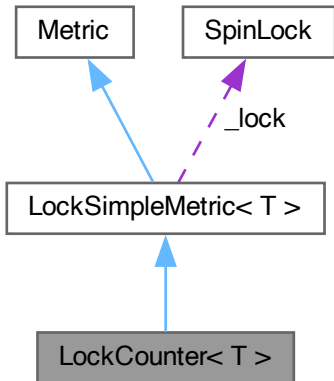 Metric
SpinLock
_lock
LockSimpleMetric< T >
LockCounter< T >